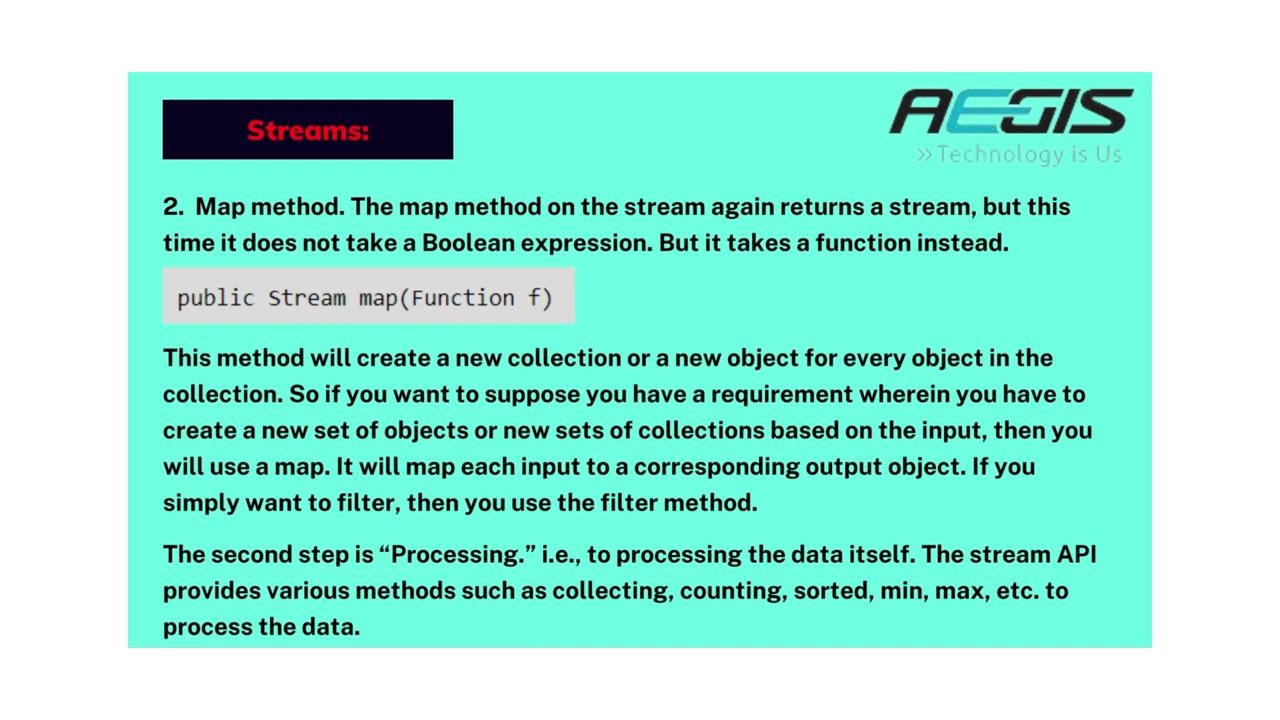 Streams:
AEGIS
»Technology is Us
2. Map method. The map method on the stream again returns a stream, but this
time it does not take a Boolean expression. But it takes a function instead.
public Stream map(Function f)
This method will create a new collection or a new object for every object in the
collection. So if you want to suppose you have a requirement wherein you have to
create a new set of objects or new sets of collections based on the input, then you
will use a map. It will map each input to a corresponding output object. If you
simply want to filter, then you use the filter method.
The second step is “Processing.” i.e., to processing the data itself. The stream API
provides various methods such as collecting, counting, sorted, min, max, etc. to
process the data.